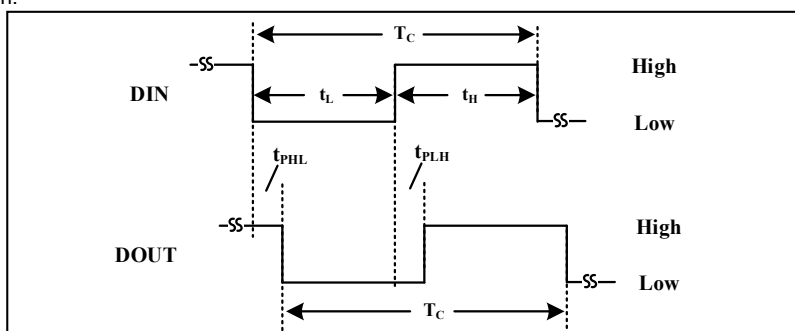 n.
T_C
High
DIN
t_L
t_H
Low
t_PHL
t_PLH
High
DOUT
Low
T_C